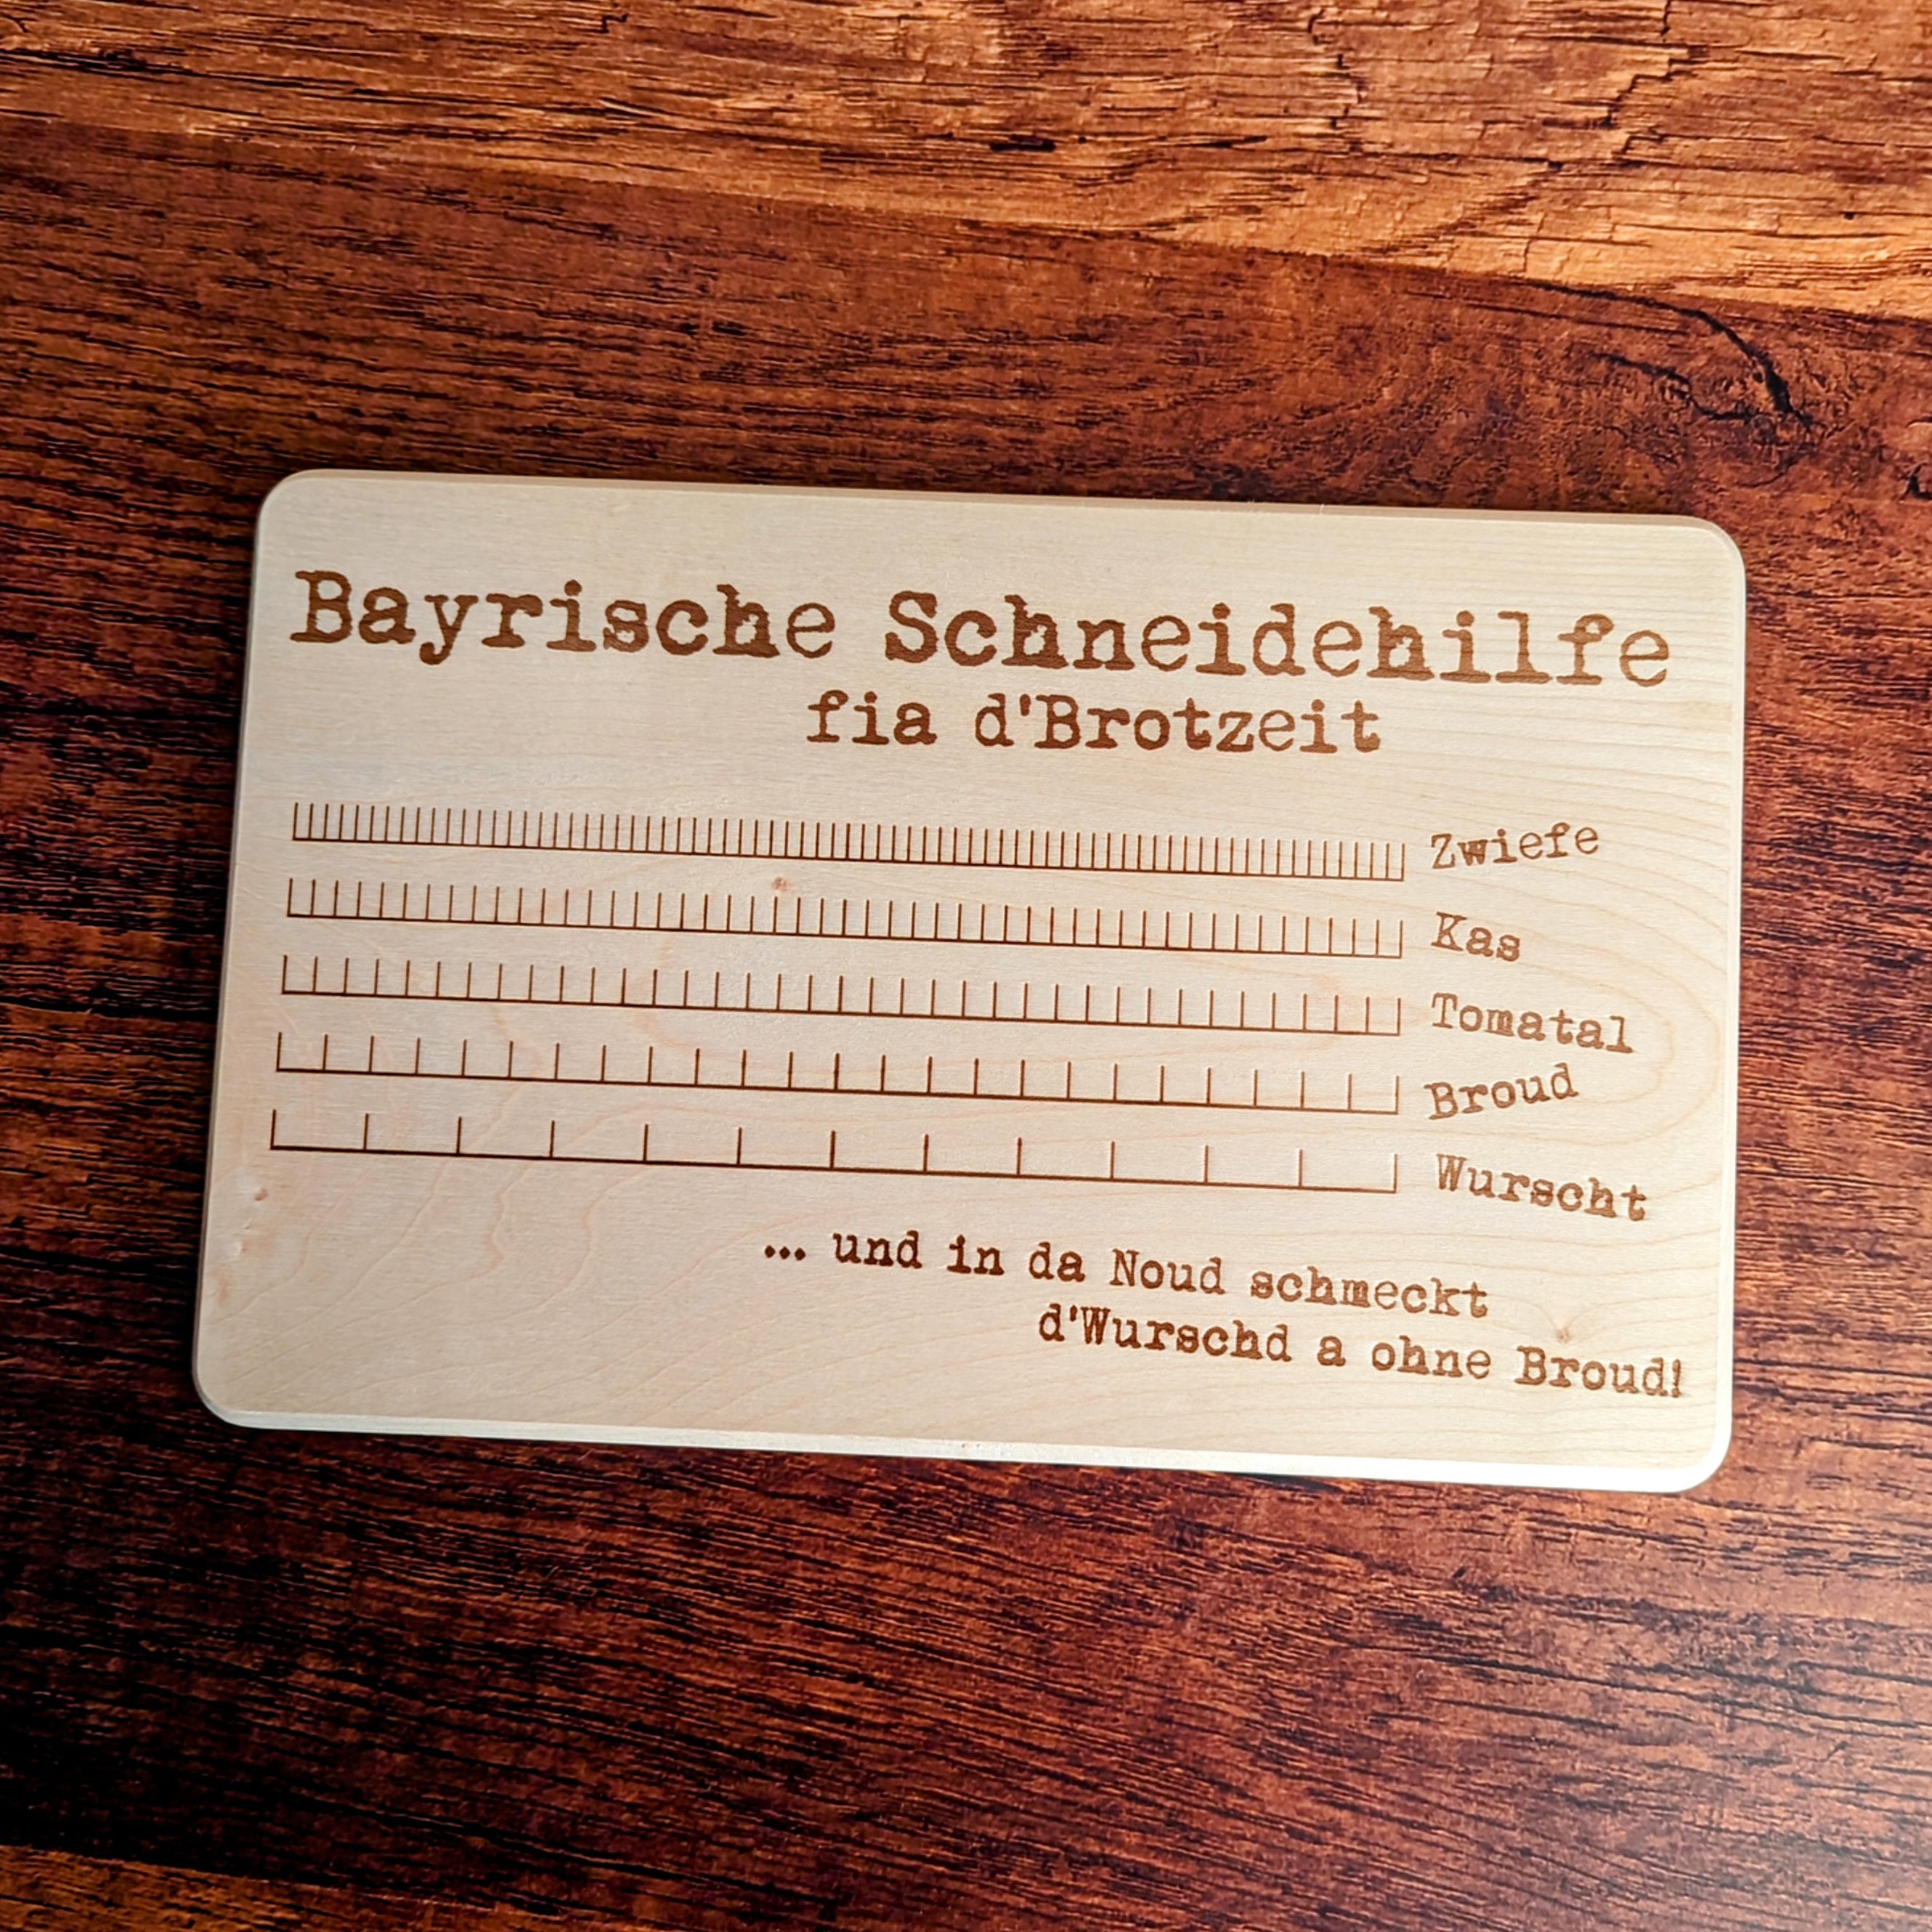 Bayrische Schneidehilfe
fia d'Brotzeit
Zwiefe
Kas
Tomatal
Broud
Wurscht
... und in da Noud schmeckt
d'Wurschd a ohne Broud!